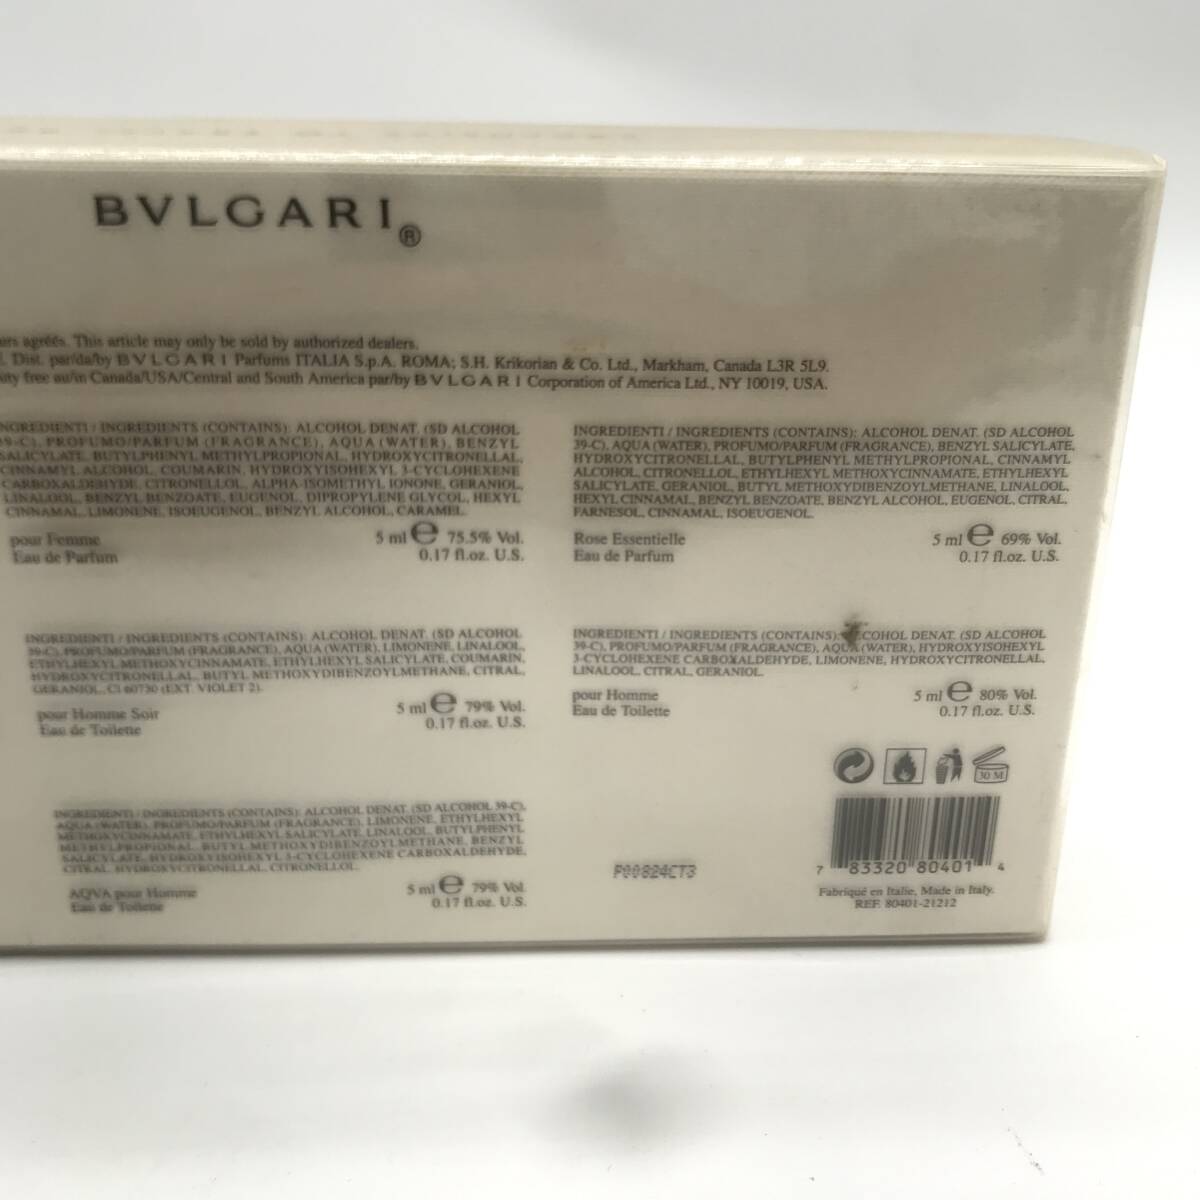 BVLGARI®
agréés. This article may only be sold by authorized dealers.
Dist. par/da/by BVLGARI Parfums ITALIA S.p.A. ROMA; S.H. Krikorian & Co. Ltd., Markham, Canada L3R 5L9.
free au/in Canada/USA/Central and South America par/by BVLGARI Corporation of America Ltd., NY 10019, USA.
INGREDIENTI / INGREDIENTS (CONTAINS): ALCOHOL DENAT. (SD ALCOHOL
39-C), PROFUMO/PARFUM (FRAGRANCE), AQUA (WATER), BENZYL
SALICYLATE, BUTYLPHENYL METHYLPROPIONAL, HYDROXYCITRONELLAL,
CINNAMYL ALCOHOL, COUMARIN, HYDROXYISOHEXYL 3-CYCLOHEXENE
CARBOXALDEHYDE, CITRONELLOL, ALPHA-ISOMETHYL IONONE, GERANIOL,
LINALOOL, BENZYL BENZOATE, EUGENOL, DIPROPYLENE GLYCOL, HEXYL
CINNAMAL, LIMONENE, ISOEUGENOL, BENZYL ALCOHOL, CARAMEL.
pour Femme 5 ml e 75.5% Vol.
Eau de Parfum 0.17 fl.oz. U.S.
INGREDIENTI / INGREDIENTS (CONTAINS): ALCOHOL DENAT. (SD ALCOHOL
39-C), AQUA (WATER), PROFUMO/PARFUM (FRAGRANCE), BENZYL SALICYLATE,
HYDROXYCITRONELLAL, BUTYLPHENYL METHYLPROPIONAL, CINNAMYL
ALCOHOL, CITRONELLOL, ETHYLHEXYL METHOXYCINNAMATE, ETHYLHEXYL
SALICYLATE, GERANIOL, BUTYL METHOXYDIBENZOYLMETHANE, LINALOOL,
HEXYL CINNAMAL, BENZYL BENZOATE, BENZYL ALCOHOL, EUGENOL, CITRAL,
FARNESOL, CINNAMAL, ISOEUGENOL.
Rose Essentielle 5 ml e 69% Vol.
Eau de Parfum 0.17 fl.oz. U.S.
INGREDIENTI / INGREDIENTS (CONTAINS): ALCOHOL DENAT. (SD ALCOHOL
39-C), PROFUMO/PARFUM (FRAGRANCE), AQUA (WATER), LIMONENE, LINALOOL,
ETHYLHEXYL METHOXYCINNAMATE, ETHYLHEXYL SALICYLATE, COUMARIN,
HYDROXYCITRONELLAL, BUTYL METHOXYDIBENZOYLMETHANE, CITRAL,
GERANIOL, CI 60730 (EXT. VIOLET 2).
pour Homme Soir 5 ml e 79% Vol.
Eau de Toilette 0.17 fl.oz. U.S.
INGREDIENTI / INGREDIENTS (CONTAINS): ALCOHOL DENAT. (SD ALCOHOL
39-C), PROFUMO/PARFUM (FRAGRANCE), AQUA (WATER), HYDROXYISOHEXYL
3-CYCLOHEXENE CARBOXALDEHYDE, LIMONENE, HYDROXYCITRONELLAL,
LINALOOL, CITRAL, GERANIOL.
pour Homme 5 ml e 80% Vol.
Eau de Toilette 0.17 fl.oz. U.S.
INGREDIENTI / INGREDIENTS (CONTAINS): ALCOHOL DENAT. (SD ALCOHOL 39-C),
AQUA (WATER), PROFUMO/PARFUM (FRAGRANCE), LIMONENE, ETHYLHEXYL
METHOXYCINNAMATE, ETHYLHEXYL SALICYLATE, LINALOOL, BUTYLPHENYL
METHYLPROPIONAL, BUTYL METHOXYDIBENZOYLMETHANE, BENZYL
SALICYLATE, HYDROXYISOHEXYL 3-CYCLOHEXENE CARBOXALDEHYDE,
CITRAL, HYDROXYCITRONELLAL, CITRONELLOL.
AQVA pour Homme 5 ml e 79% Vol.
Eau de Toilette 0.17 fl.oz. U.S.
30 M
P00824CT3
7 83320 80401 4
Fabriqué en Italie, Made in Italy.
REF. 80401-21212